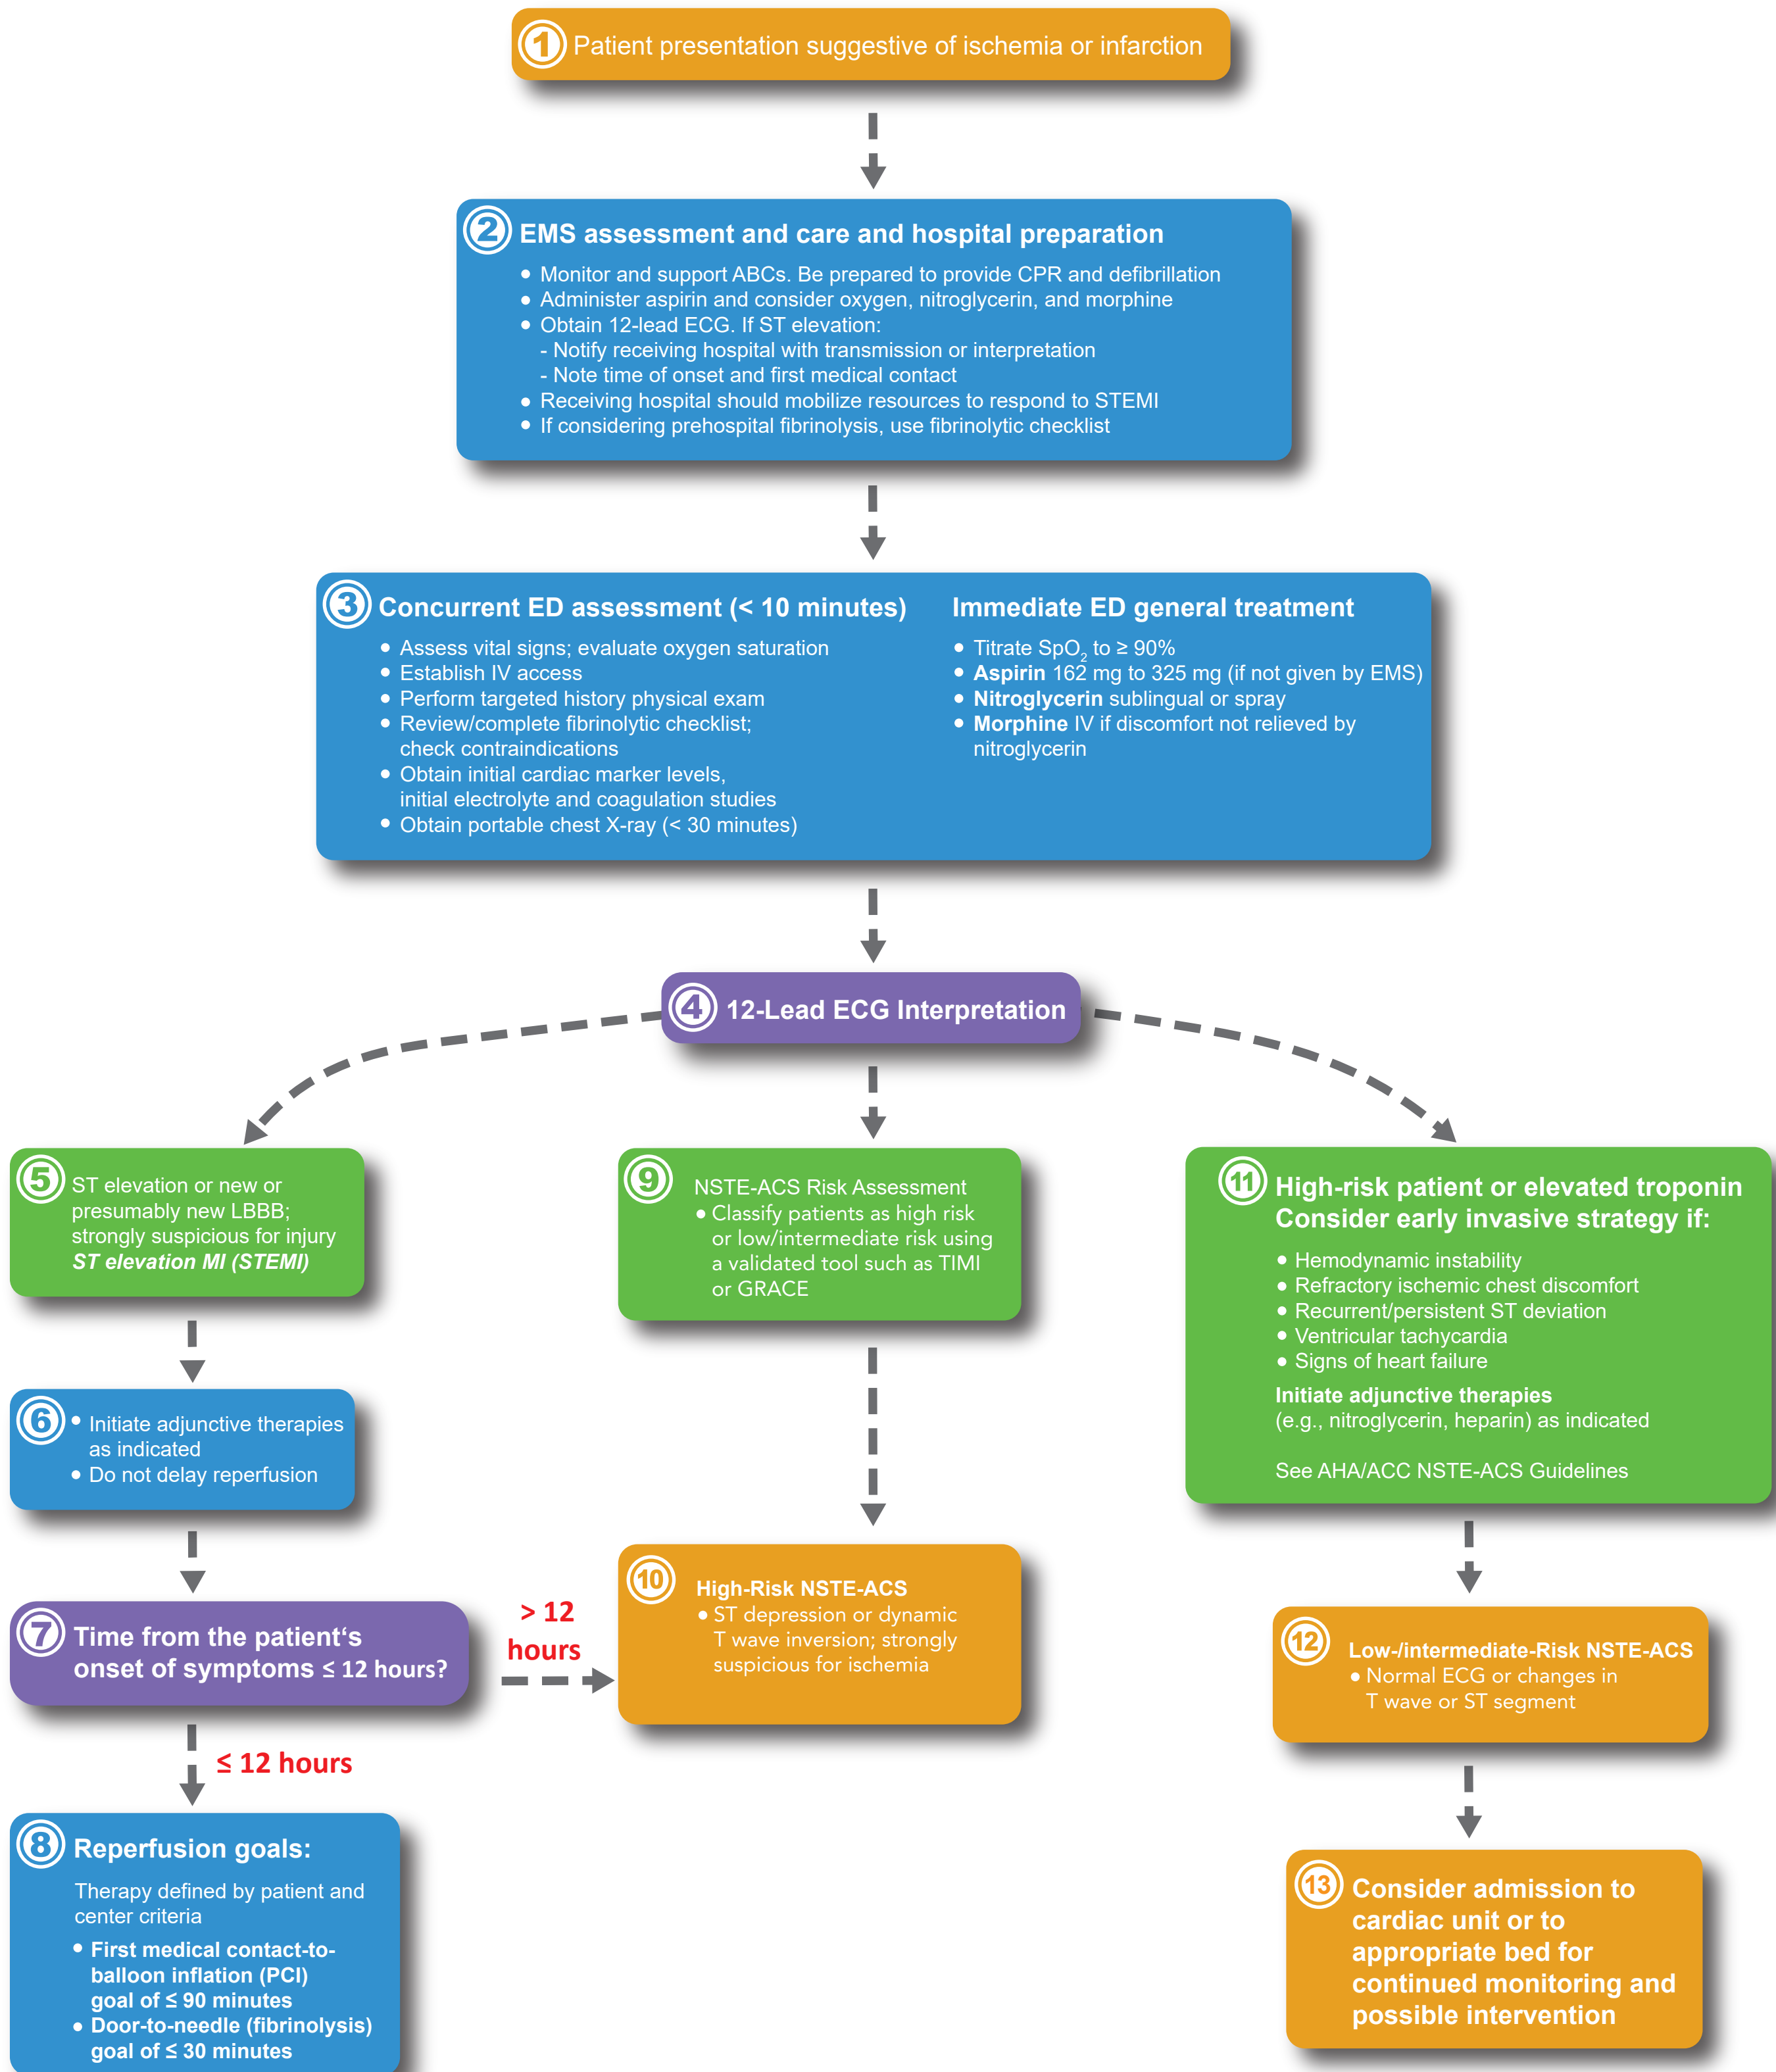 1 Patient presentation suggestive of ischemia or infarction
2 EMS assessment and care and hospital preparation
● Monitor and support ABCs. Be prepared to provide CPR and defibrillation
● Administer aspirin and consider oxygen, nitroglycerin, and morphine
● Obtain 12-lead ECG. If ST elevation:
- Notify receiving hospital with transmission or interpretation
- Note time of onset and first medical contact
● Receiving hospital should mobilize resources to respond to STEMI
● If considering prehospital fibrinolysis, use fibrinolytic checklist
3 Concurrent ED assessment (< 10 minutes)
● Assess vital signs; evaluate oxygen saturation
● Establish IV access
● Perform targeted history physical exam
● Review/complete fibrinolytic checklist;
check contraindications
● Obtain initial cardiac marker levels,
initial electrolyte and coagulation studies
● Obtain portable chest X-ray (< 30 minutes)
Immediate ED general treatment
● Titrate SpO2 to ≥ 90%
● Aspirin 162 mg to 325 mg (if not given by EMS)
● Nitroglycerin sublingual or spray
● Morphine IV if discomfort not relieved by
nitroglycerin
4 12-Lead ECG Interpretation
5 ST elevation or new or
presumably new LBBB;
strongly suspicious for injury
ST elevation MI (STEMI)
6 ● Initiate adjunctive therapies
as indicated
● Do not delay reperfusion
7 Time from the patient‘s
onset of symptoms ≤ 12 hours?
> 12
hours
≤ 12 hours
8 Reperfusion goals:
Therapy defined by patient and
center criteria
● First medical contact-to-
balloon inflation (PCI)
goal of ≤ 90 minutes
● Door-to-needle (fibrinolysis)
goal of ≤ 30 minutes
9 NSTE-ACS Risk Assessment
● Classify patients as high risk
or low/intermediate risk using
a validated tool such as TIMI
or GRACE
10 High-Risk NSTE-ACS
● ST depression or dynamic
T wave inversion; strongly
suspicious for ischemia
11 High-risk patient or elevated troponin
Consider early invasive strategy if:
● Hemodynamic instability
● Refractory ischemic chest discomfort
● Recurrent/persistent ST deviation
● Ventricular tachycardia
● Signs of heart failure
Initiate adjunctive therapies
(e.g., nitroglycerin, heparin) as indicated
See AHA/ACC NSTE-ACS Guidelines
12 Low-/intermediate-Risk NSTE-ACS
● Normal ECG or changes in
T wave or ST segment
13 Consider admission to
cardiac unit or to
appropriate bed for
continued monitoring and
possible intervention